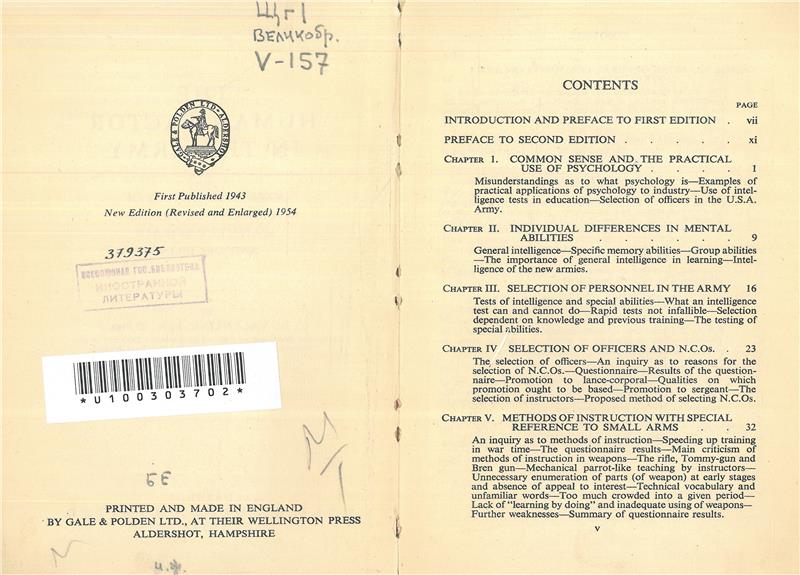 Щг1
Великобр.
V-157
GALE & POLDEN LTD· ALDERSHOT
First Published 1943
New Edition (Revised and Enlarged) 1954
379375
ВСЕСОЮЗНАЯ ГОС. БИБЛИОТЕКА
ИНОСТРАННОЙ
ЛИТЕРАТУРЫ
*U100303702*
М/Т
БЕ
PRINTED AND MADE IN ENGLAND
BY GALE & POLDEN LTD., AT THEIR WELLINGTON PRESS
ALDERSHOT, HAMPSHIRE
CONTENTS
PAGE
INTRODUCTION AND PREFACE TO FIRST EDITION . vii
PREFACE TO SECOND EDITION . . . . xi
CHAPTER I. COMMON SENSE AND THE PRACTICAL
USE OF PSYCHOLOGY . . . . . 1
Misunderstandings as to what psychology is—Examples of
practical applications of psychology to industry—Use of intel-
ligence tests in education—Selection of officers in the U.S.A.
Army.
CHAPTER II. INDIVIDUAL DIFFERENCES IN MENTAL
ABILITIES . . . . . . . 9
General intelligence—Specific memory abilities—Group abilities
—The importance of general intelligence in learning—Intel-
ligence of the new armies.
CHAPTER III. SELECTION OF PERSONNEL IN THE ARMY 16
Tests of intelligence and special abilities—What an intelligence
test can and cannot do—Rapid tests not infallible—Selection
dependent on knowledge and previous training—The testing of
special abilities.
CHAPTER IV SELECTION OF OFFICERS AND N.C.Os. . 23
The selection of officers—An inquiry as to reasons for the
selection of N.C.Os.—Questionnaire—Results of the question-
naire—Promotion to lance-corporal—Qualities on which
promotion ought to be based—Promotion to sergeant—The
selection of instructors—Proposed method of selecting N.C.Os.
CHAPTER V. METHODS OF INSTRUCTION WITH SPECIAL
REFERENCE TO SMALL ARMS . . 32
An inquiry as to methods of instruction—Speeding up training
in war time—The questionnaire results—Main criticism of
methods of instruction in weapons—The rifle, Tommy-gun and
Bren gun—Mechanical parrot-like teaching by instructors—
Unnecessary enumeration of parts (of weapon) at early stages
and absence of appeal to interest—Technical vocabulary and
unfamiliar words—Too much crowded into a given period—
Lack of "learning by doing" and inadequate using of weapons—
Further weaknesses—Summary of questionnaire results.
v